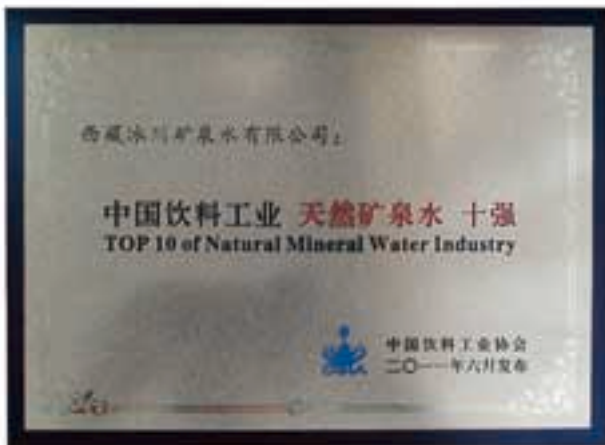 西藏冰川矿泉水有限公司：
中国饮料工业 天然矿泉水 十强
TOP 10 of Natural Mineral Water Industry
中国饮料工业协会
二〇一一年六月发布